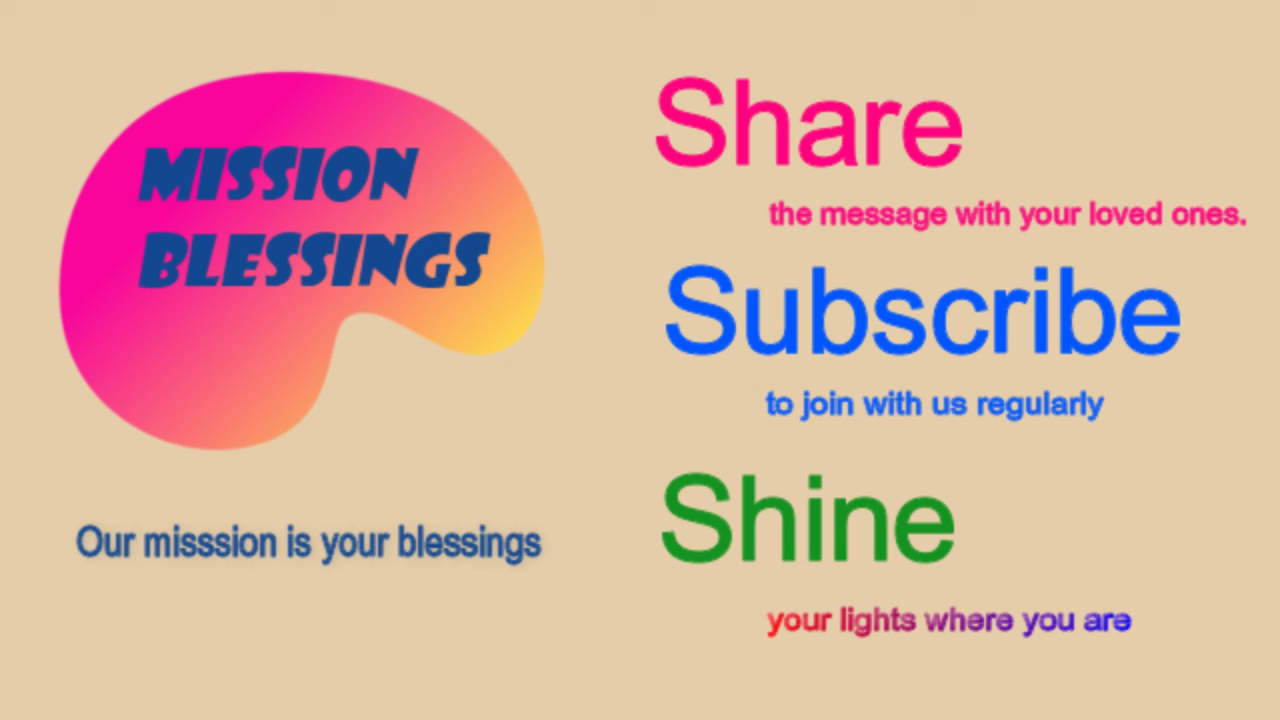 MISSION
BLESSINGS
Our misssion is your blessings
Share
the message with your loved ones.
Subscribe
to join with us regularly
Shine
your lights where you are